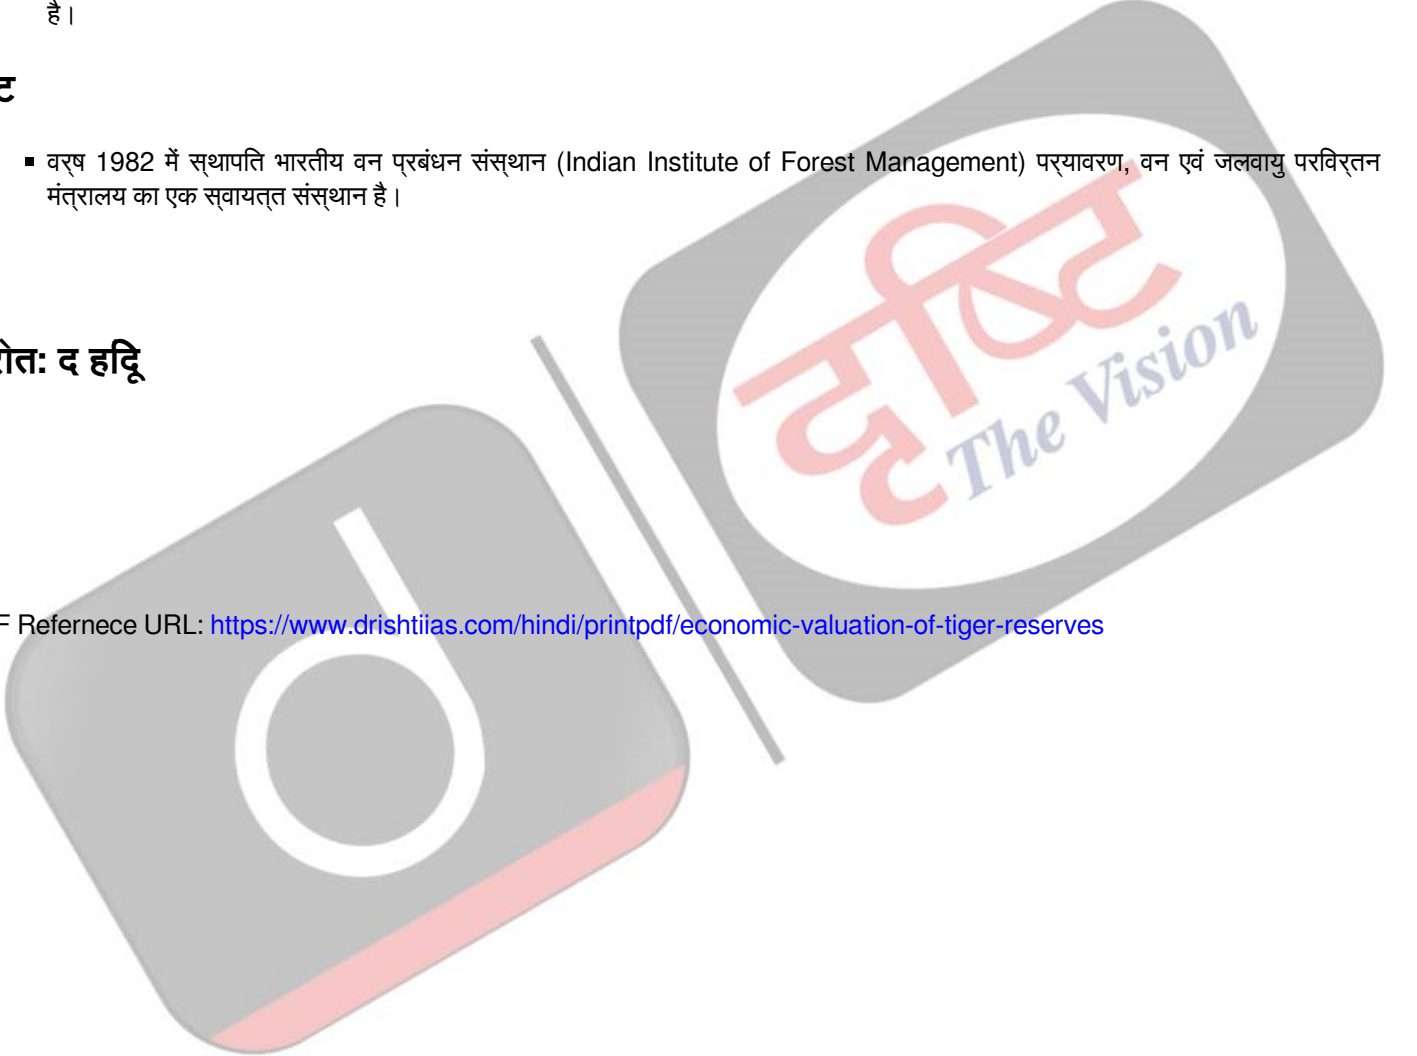 है।
ट
▪ वर्ष 1982 में स्थापति भारतीय वन प्रबंधन संस्थान (Indian Institute of Forest Management) पर्यावरण, वन एवं जलवायु परविर्तन
मंत्रालय का एक स्वायत्त संस्थान है।
रोत: द हदिू
F Refernece URL: https://www.drishtiias.com/hindi/printpdf/economic-valuation-of-tiger-reserves
दृष्टि
The Vision
d